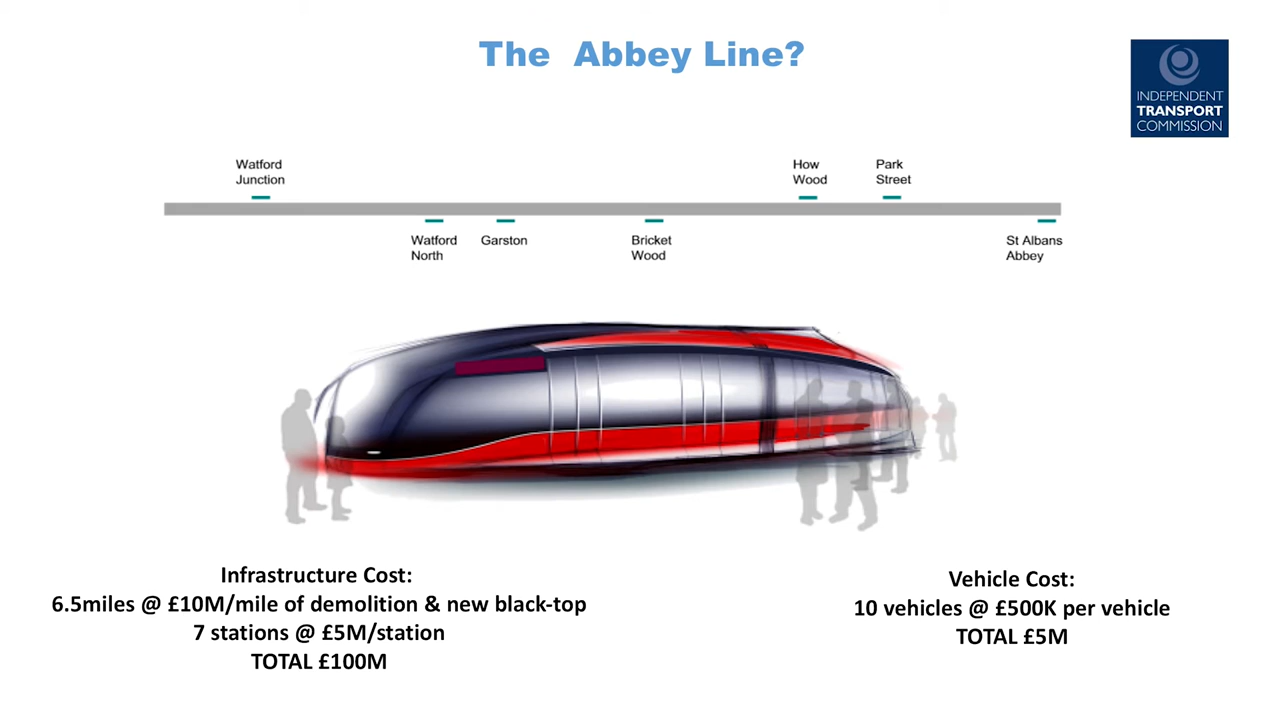 The Abbey Line?
INDEPENDENT
TRANSPORT
COMMISSION
Watford
Junction
How
Wood
Park
Street
Watford
North
Garston
Bricket
Wood
St Albans
Abbey
Infrastructure Cost:
6.5miles @ £10M/mile of demolition & new black-top
7 stations @ £5M/station
TOTAL £100M
Vehicle Cost:
10 vehicles @ £500K per vehicle
TOTAL £5M